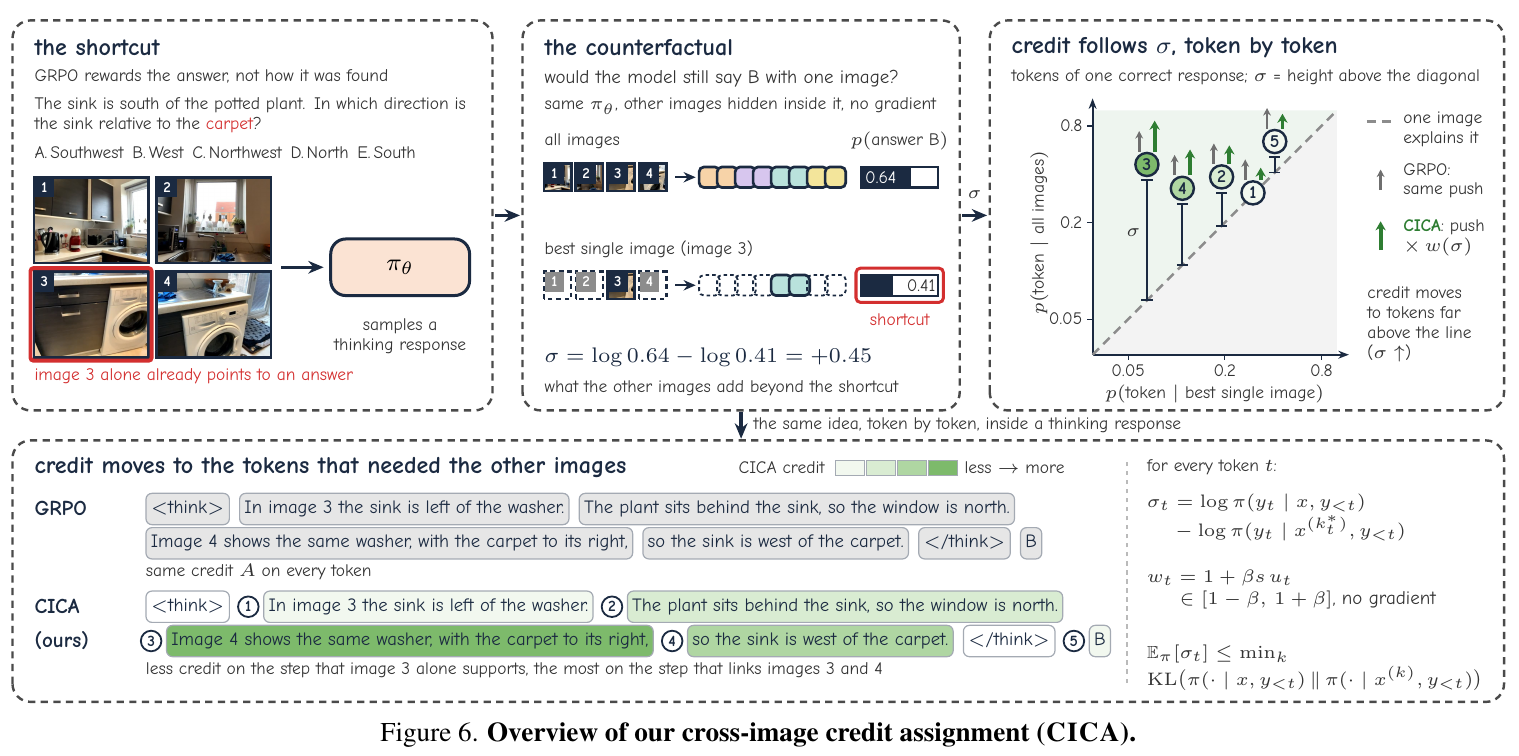 the shortcut
GRPO rewards the answer, not how it was found
The sink is south of the potted plant. In which direction is
the sink relative to the carpet?
A. Southwest B. West C. Northwest D. North E. South
1
2
3
4
πθ
samples a
thinking response
image 3 alone already points to an answer
the counterfactual
would the model still say B with one image?
same πθ, other images hidden inside it, no gradient
all images
p(answer B)
1 2 3 4
0.64
best single image (image 3)
1 2 3 4
0.41
shortcut
σ = log 0.64 − log 0.41 = +0.45
what the other images add beyond the shortcut
σ
credit follows σ, token by token
tokens of one correct response; σ = height above the diagonal
p(token | all images)
0.8
0.2
0.05
σ
3
4
2
1
5
0.05
0.2
0.8
p(token | best single image)
one image
explains it
GRPO:
same push
CICA: push
× w(σ)
credit moves
to tokens far
above the line
(σ ↑)
the same idea, token by token, inside a thinking response
credit moves to the tokens that needed the other images
CICA credit less → more
GRPO
<think> In image 3 the sink is left of the washer. The plant sits behind the sink, so the window is north.
Image 4 shows the same washer, with the carpet to its right, so the sink is west of the carpet. </think> B
same credit A on every token
CICA
(ours)
<think> 1 In image 3 the sink is left of the washer. 2 The plant sits behind the sink, so the window is north.
3 Image 4 shows the same washer, with the carpet to its right, 4 so the sink is west of the carpet. </think> 5 B
less credit on the step that image 3 alone supports, the most on the step that links images 3 and 4
for every token t:
σt = log π(yt | x, y<t)
− log π(yt | x^(k*t), y<t)
wt = 1 + βs ut
∈ [1 − β, 1 + β], no gradient
𝔼π[σt] ≤ mink
KL(π(· | x, y<t) ‖ π(· | x^(k), y<t))
Figure 6. Overview of our cross-image credit assignment (CICA).